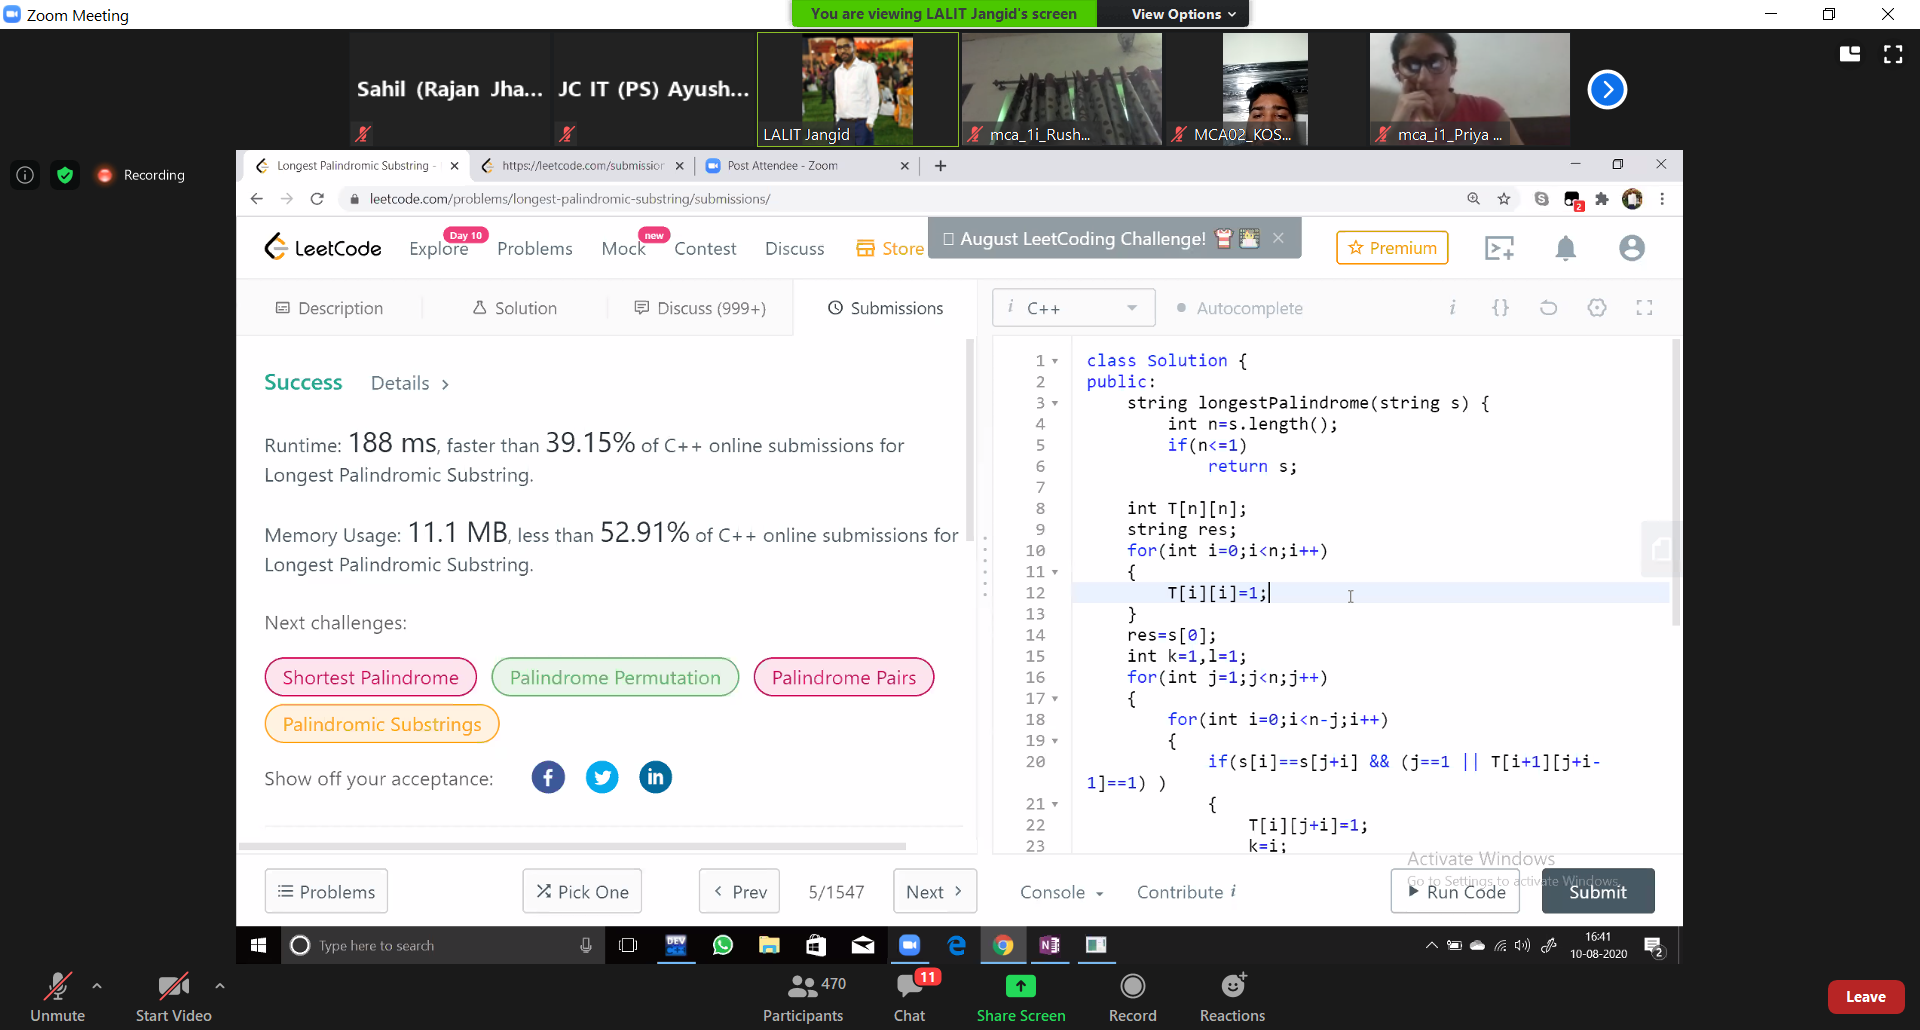 Zoom Meeting
You are viewing LALIT Jangid's screen
View Options
Sahil (Rajan Jha...
JC IT (PS) Ayush...
LALIT Jangid
mca_1i_Rush...
MCA02_KOS...
mca_i1_Priya ...
Recording
Longest Palindromic Substring -
https://leetcode.com/submission
Post Attendee - Zoom
leetcode.com/problems/longest-palindromic-substring/submissions/
2
LeetCode
Explore
Day 10
Problems
Mock
new
Contest
Discuss
Store
August LeetCoding Challenge!
Premium
Description
Solution
Discuss (999+)
Submissions
i C++
Autocomplete
i {}
Success Details >
Runtime: 188 ms, faster than 39.15% of C++ online submissions for
Longest Palindromic Substring.
Memory Usage: 11.1 MB, less than 52.91% of C++ online submissions for
Longest Palindromic Substring.
Next challenges:
Shortest Palindrome
Palindrome Permutation
Palindrome Pairs
Palindromic Substrings
Show off your acceptance:
1 class Solution {
2 public:
3 string longestPalindrome(string s) {
4 int n=s.length();
5 if(n<=1)
6 return s;
7
8 int T[n][n];
9 string res;
10 for(int i=0;i<n;i++)
11 {
12 T[i][i]=1;
13 }
14 res=s[0];
15 int k=1,l=1;
16 for(int j=1;j<n;j++)
17 {
18 for(int i=0;i<n-j;i++)
19 {
20 if(s[i]==s[j+i] && (j==1 || T[i+1][j+i-
1]==1) )
21 {
22 T[i][j+i]=1;
23 k=i;
Activate Windows
Go to Settings to activate Windows.
Problems
Pick One
Prev
5/1547
Next
Console
Contribute i
Run Code
Submit
Type here to search
DEV
16:41
10-08-2020
2
Unmute
Start Video
470
Participants
11
Chat
Share Screen
Record
Reactions
Leave